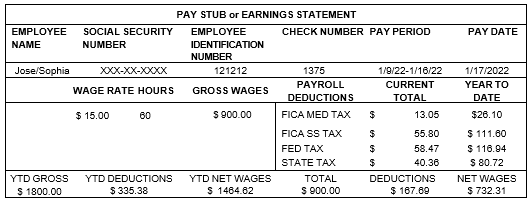 PAY STUB or EARNINGS STATEMENT
EMPLOYEE SOCIAL SECURITY EMPLOYEE CHECK NUMBER PAY PERIOD PAY DATE
NAME NUMBER IDENTIFICATION
NUMBER
Jose/Sophia XXX-XX-XXXX 121212 1375 1/9/22-1/16/22 1/17/2022
WAGE RATE HOURS GROSS WAGES PAYROLL CURRENT YEAR TO
DEDUCTIONS TOTAL DATE
$ 15.00 60 $ 900.00 FICA MED TAX $ 13.05 $26.10
FICA SS TAX $ 55.80 $ 111.60
FED TAX $ 58.47 $ 116.94
STATE TAX $ 40.36 $ 80.72
YTD GROSS YTD DEDUCTIONS YTD NET WAGES TOTAL DEDUCTIONS NET WAGES
$ 1800.00 $ 335.38 $ 1464.62 $ 900.00 $ 167.69 $ 732.31